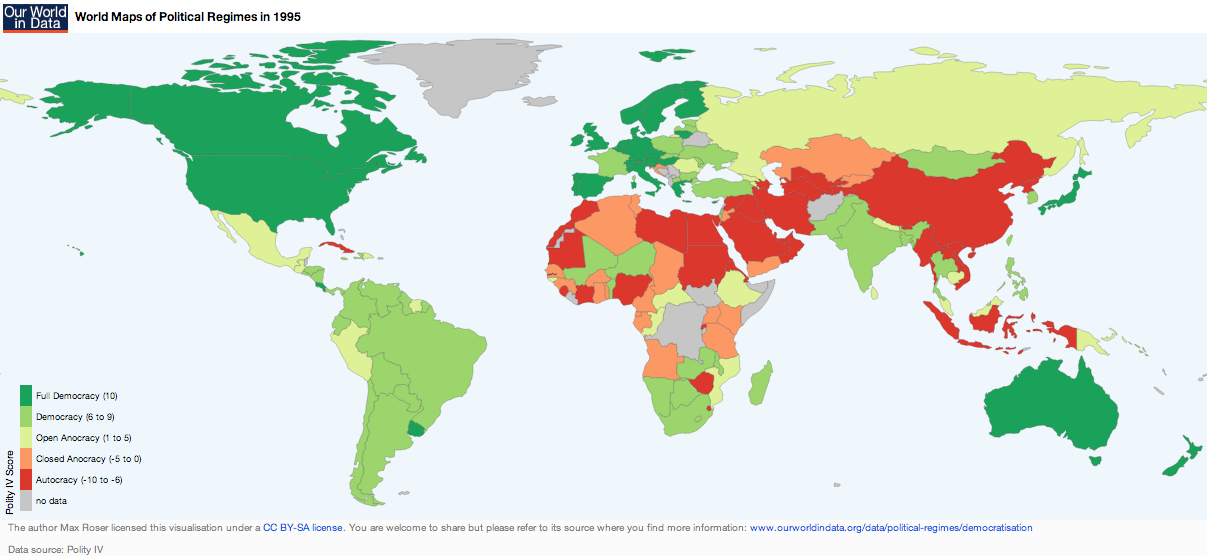 Our World
in Data
World Maps of Political Regimes in 1995
Polity IV Score
Full Democracy (10)
Democracy (6 to 9)
Open Anocracy (1 to 5)
Closed Anocracy (-5 to 0)
Autocracy (-10 to -6)
no data
The author Max Roser licensed this visualisation under a CC BY-SA license. You are welcome to share but please refer to its source where you find more information: www.ourworldindata.org/data/political-regimes/democratisation
Data source: Polity IV